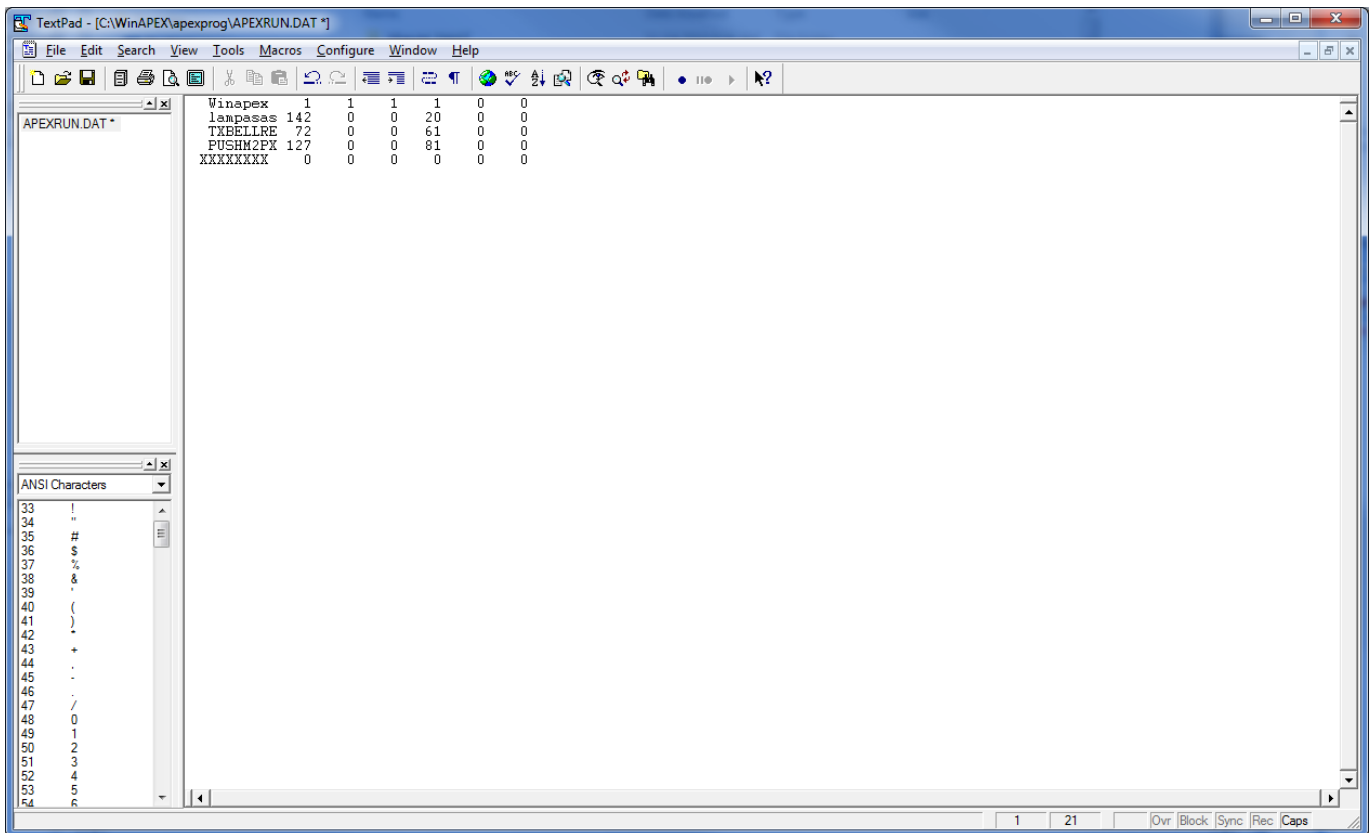 TextPad - [C:\WinAPEX\apexprog\APEXRUN.DAT *]
File Edit Search View Tools Macros Configure Window Help
APEXRUN.DAT *
Winapex 1 1 1 1 0 0
lampasas 142 0 0 20 0 0
TXBELLRE 72 0 0 61 0 0
PUSHM2PX 127 0 0 81 0 0
XXXXXXXX 0 0 0 0 0 0
ANSI Characters
33 !
34 "
35 #
36 $
37 %
38 &
39 '
40 (
41 )
42 *
43 +
44 ,
45 -
46 .
47 /
48 0
49 1
50 2
51 3
52 4
53 5
54 6
1 21 Ovr Block Sync Rec Caps